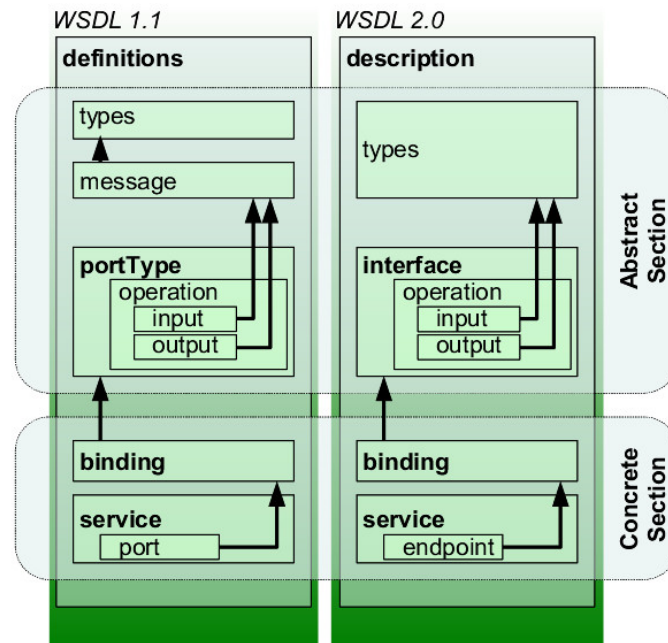 WSDL 1.1
definitions
types
message
portType
operation
input
output
binding
service
port
WSDL 2.0
description
types
interface
operation
input
output
binding
service
endpoint
Abstract
Section
Concrete
Section